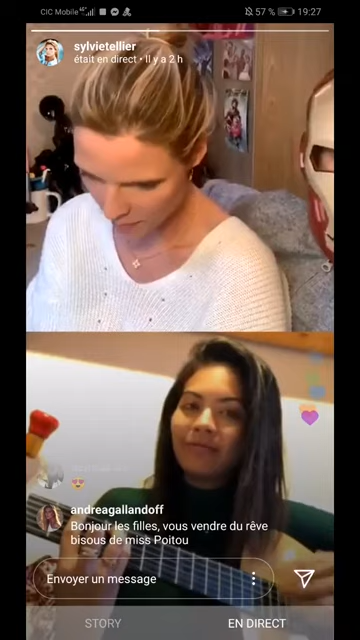 CIC Mobile 4G 57 % 19:27
sylvietellier
était en direct • Il y a 2 h
andreagallandoff
Bonjour les filles, vous vendre du rêve
bisous de miss Poitou
Envoyer un message
STORY EN DIRECT